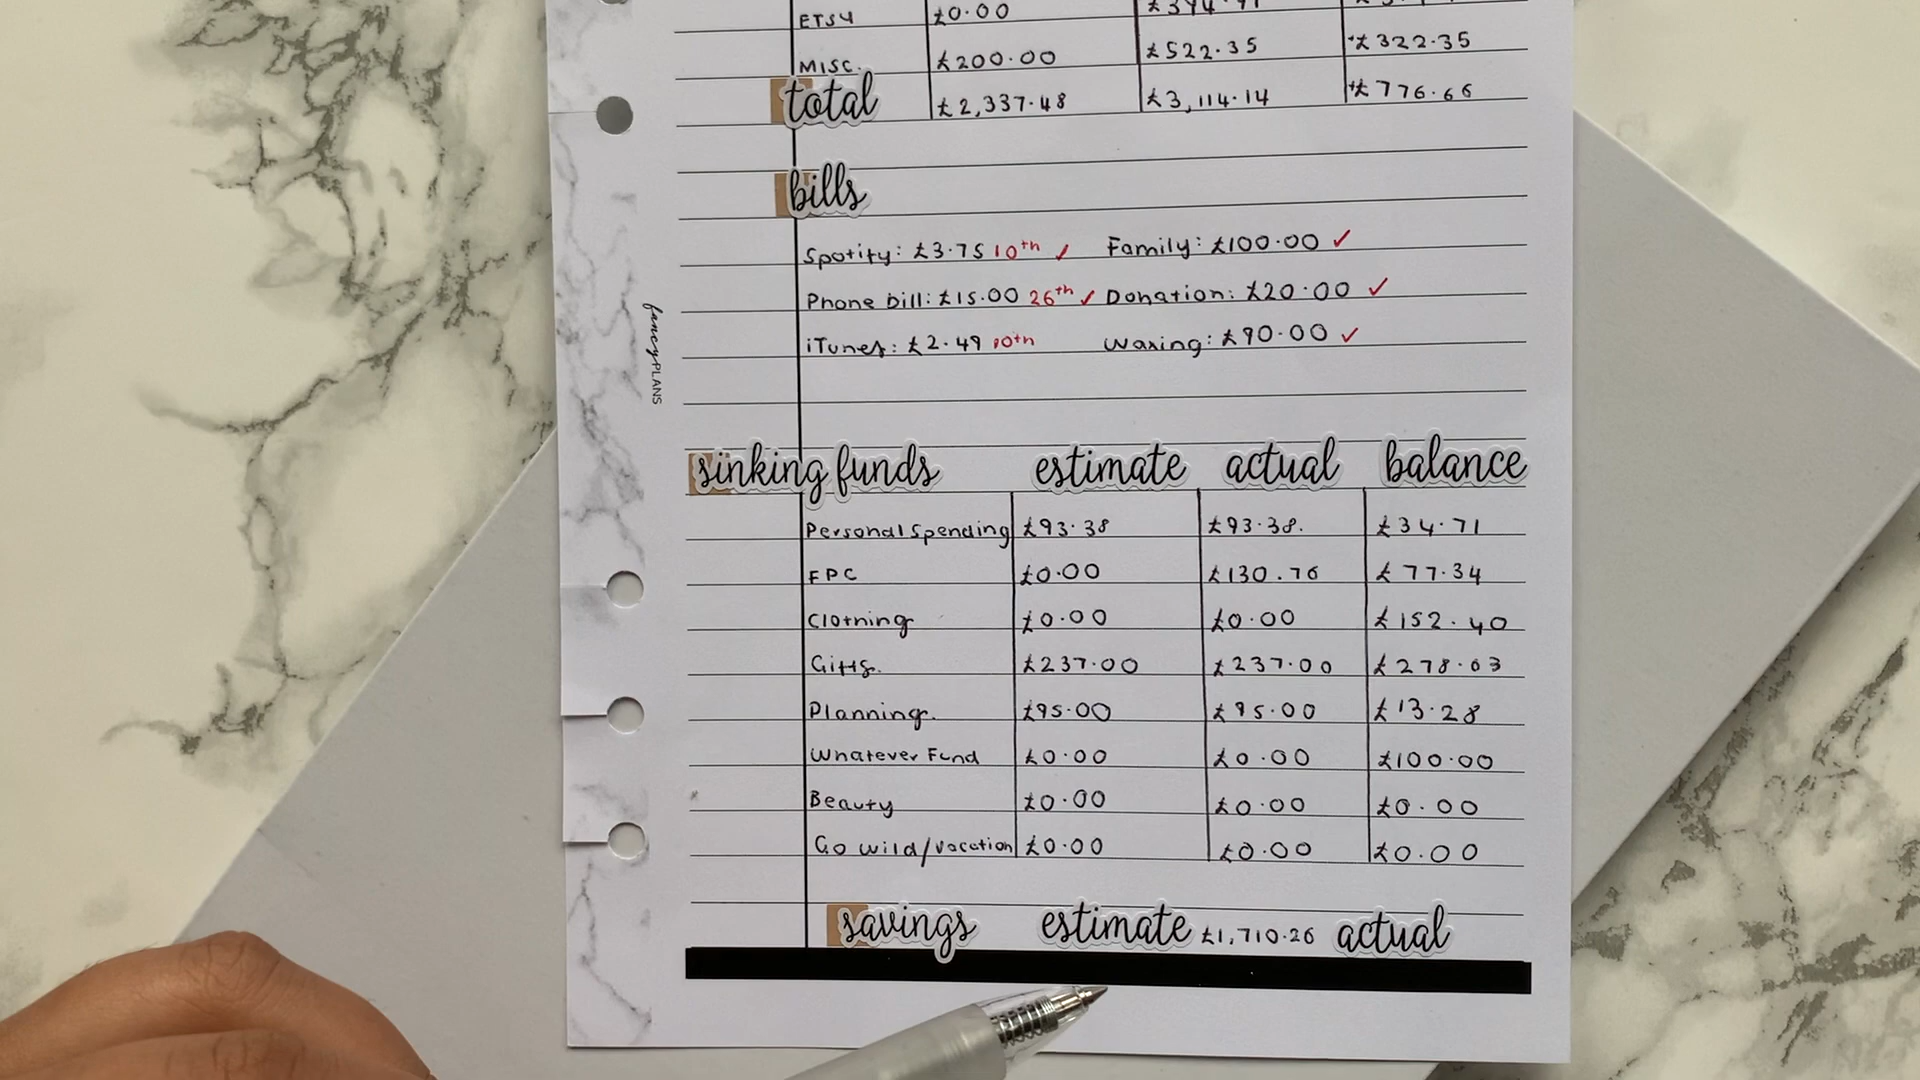 ETSY £0.00
MISC. £200.00 £522.35 +£322.35
total £2,337.48 £3,114.14 +£776.66
bills
Spotify: £3.75 10th ✓ Family: £100.00 ✓
Phone bill: £15.00 26th ✓ Donation: £20.00 ✓
iTunes: £2.49 10th Waxing: £90.00 ✓
fancyPLANS
sinking funds estimate actual balance
Personal Spending £93.38 £93.38. £34.71
FPC £0.00 £130.76 £77.34
Clothing £0.00 £0.00 £152.40
Gifts. £237.00 £237.00 £278.03
Planning. £95.00 £95.00 £13.28
Whatever Fund £0.00 £0.00 £100.00
Beauty £0.00 £0.00 £0.00
Go wild/vacation £0.00 £0.00 £0.00
savings estimate £1,710.26 actual